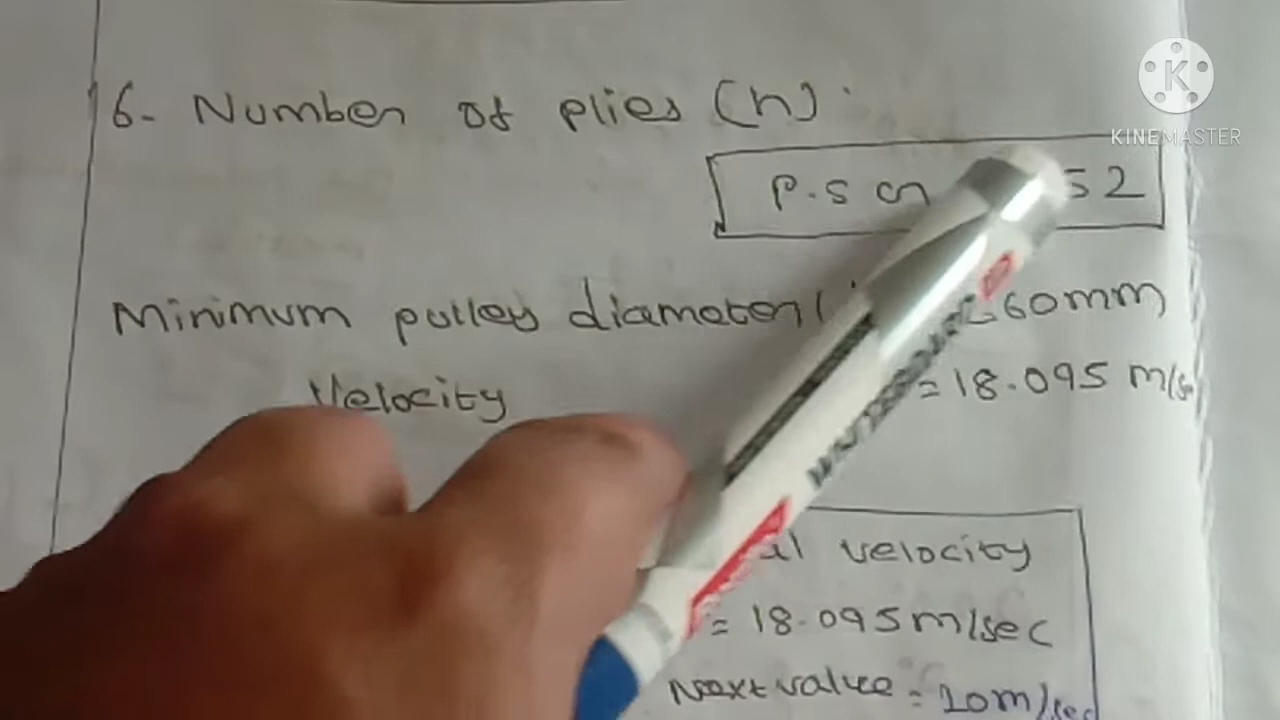 KINEMASTER
6. Number of plies (n):
P.S 52
Minimum pulley diameter ( 60mm
Velocity = 18.095 m/s
velocity
= 18.095 m/sec
Next value = 20m/sec